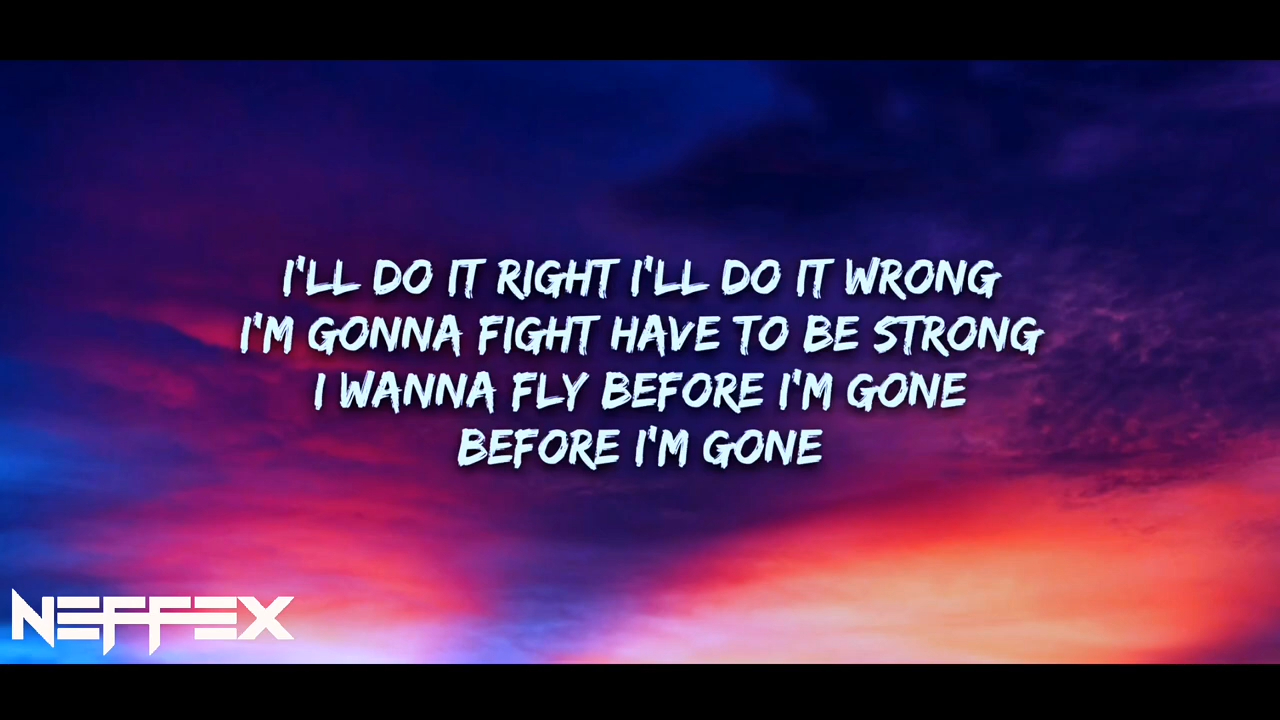 I'LL DO IT RIGHT I'LL DO IT WRONG
I'M GONNA FIGHT HAVE TO BE STRONG
I WANNA FLY BEFORE I'M GONE
BEFORE I'M GONE
NEFFEX